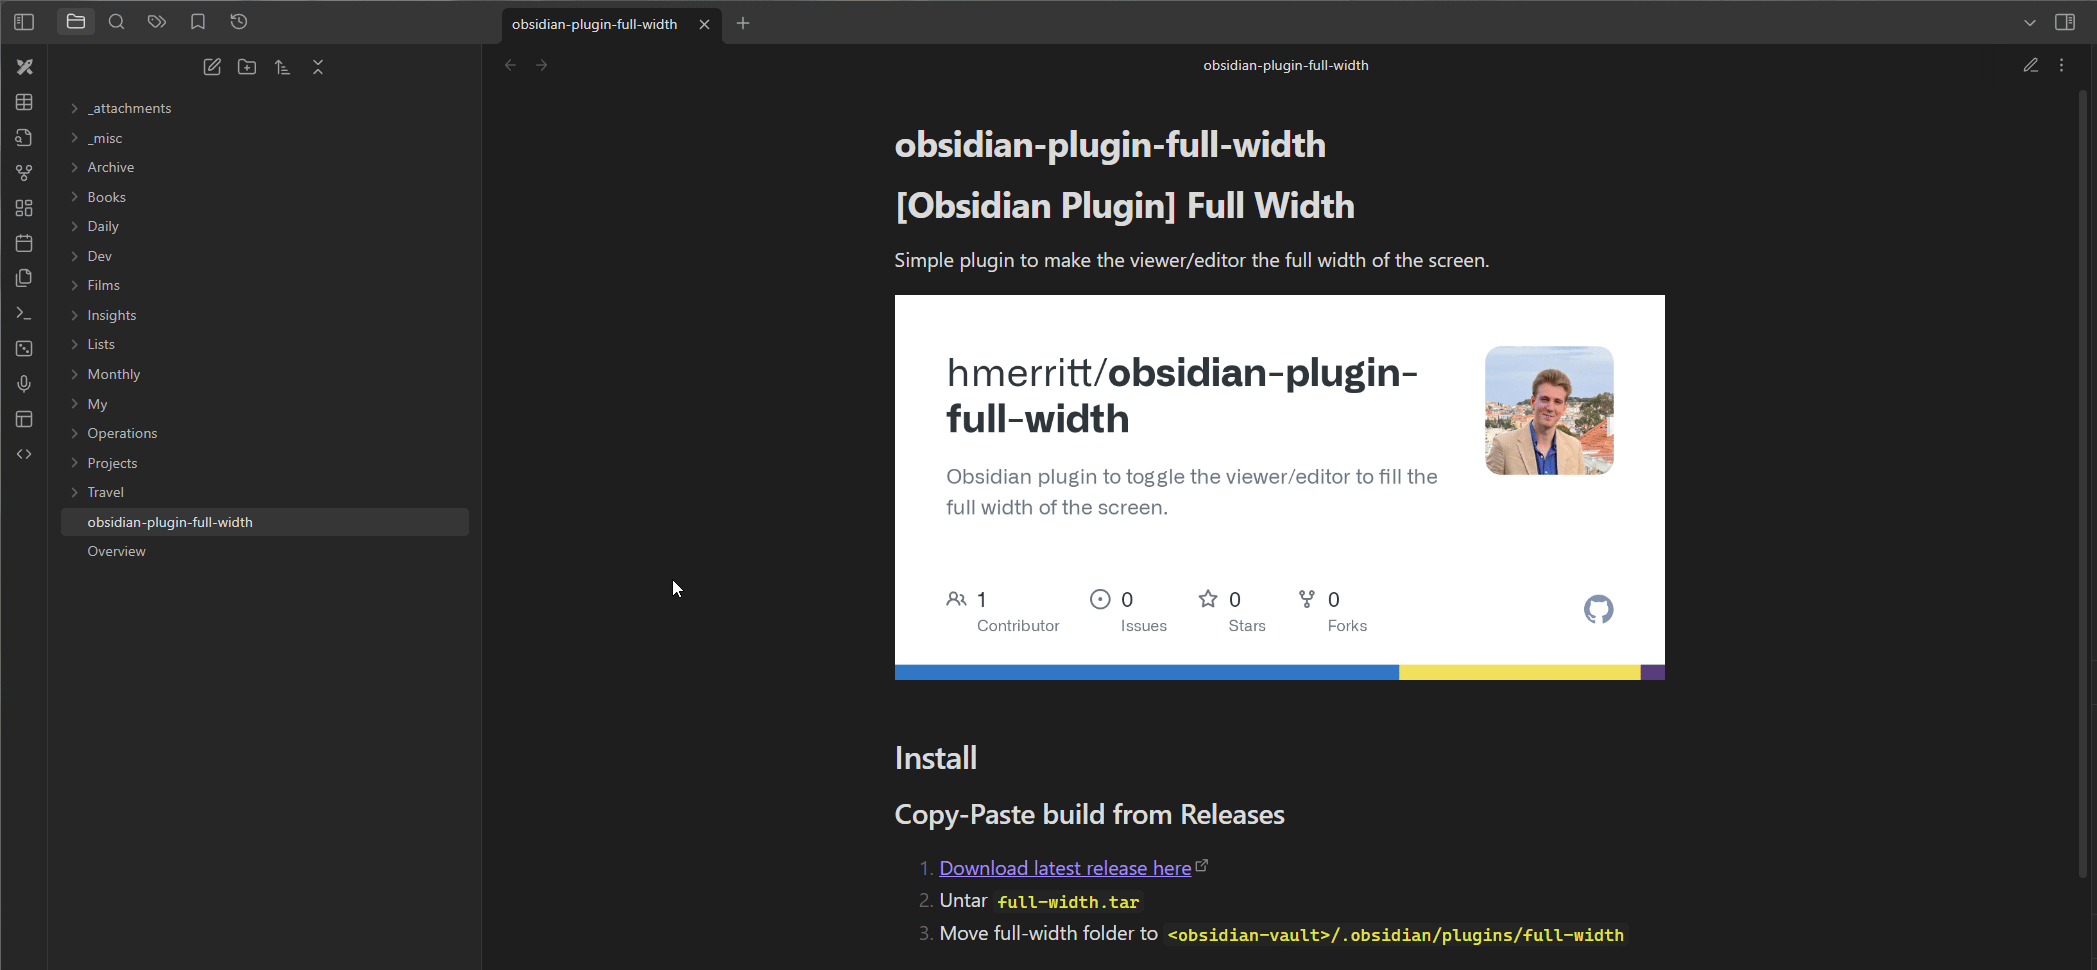 obsidian-plugin-full-width
_attachments
_misc
Archive
Books
Daily
Dev
Films
Insights
Lists
Monthly
My
Operations
Projects
Travel
obsidian-plugin-full-width
Overview
obsidian-plugin-full-width
obsidian-plugin-full-width
[Obsidian Plugin] Full Width
Simple plugin to make the viewer/editor the full width of the screen.
hmerritt/obsidian-plugin-
full-width
Obsidian plugin to toggle the viewer/editor to fill the
full width of the screen.
1 0 0 0
Contributor Issues Stars Forks
Install
Copy-Paste build from Releases
1. Download latest release here
2. Untar full-width.tar
3. Move full-width folder to <obsidian-vault>/.obsidian/plugins/full-width